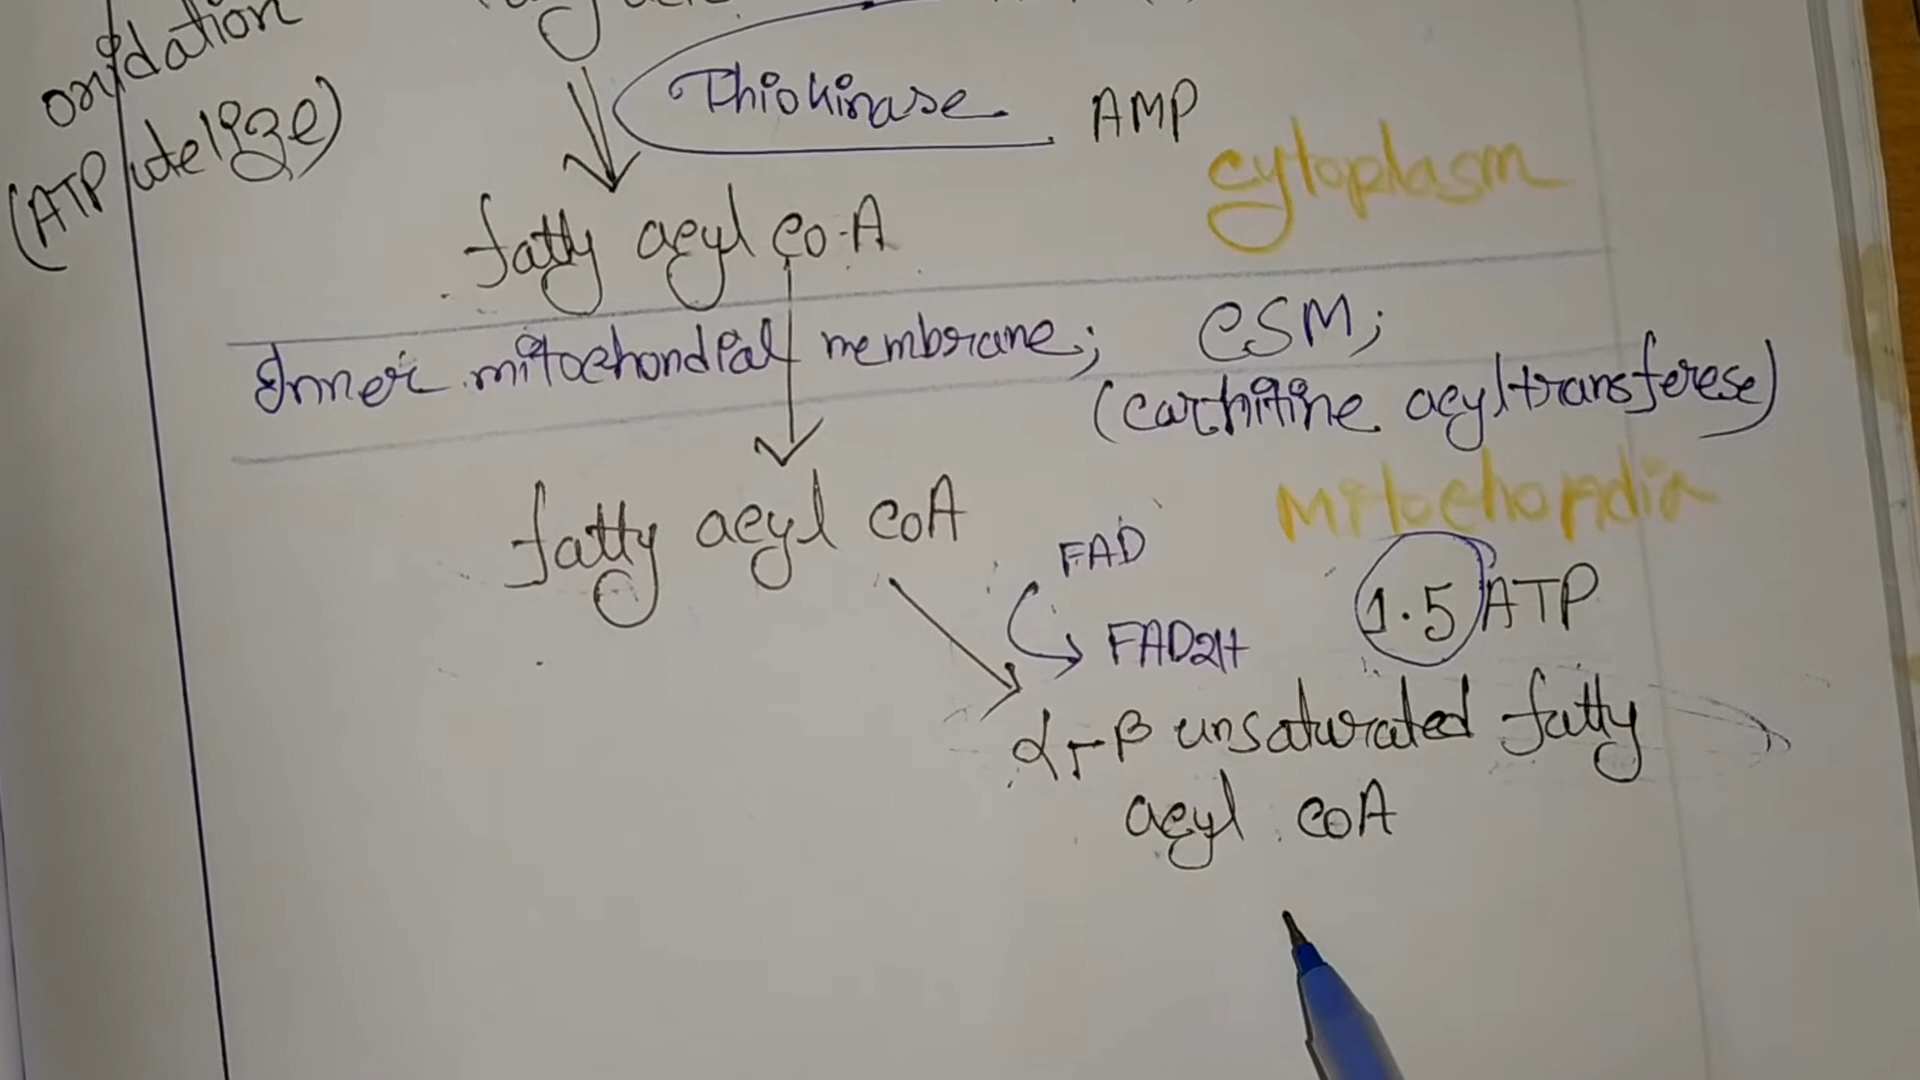 oxidation
(ATP utelize)
Thiokinase
AMP
cytoplasm
fatty acyl co-A
Inner mitochondrial membrane; CSM;
(carnitine acyltransferese)
fatty acyl coA
Mitochondria
FAD
FAD2H
1.5 ATP
α-β unsaturated fatty
acyl coA